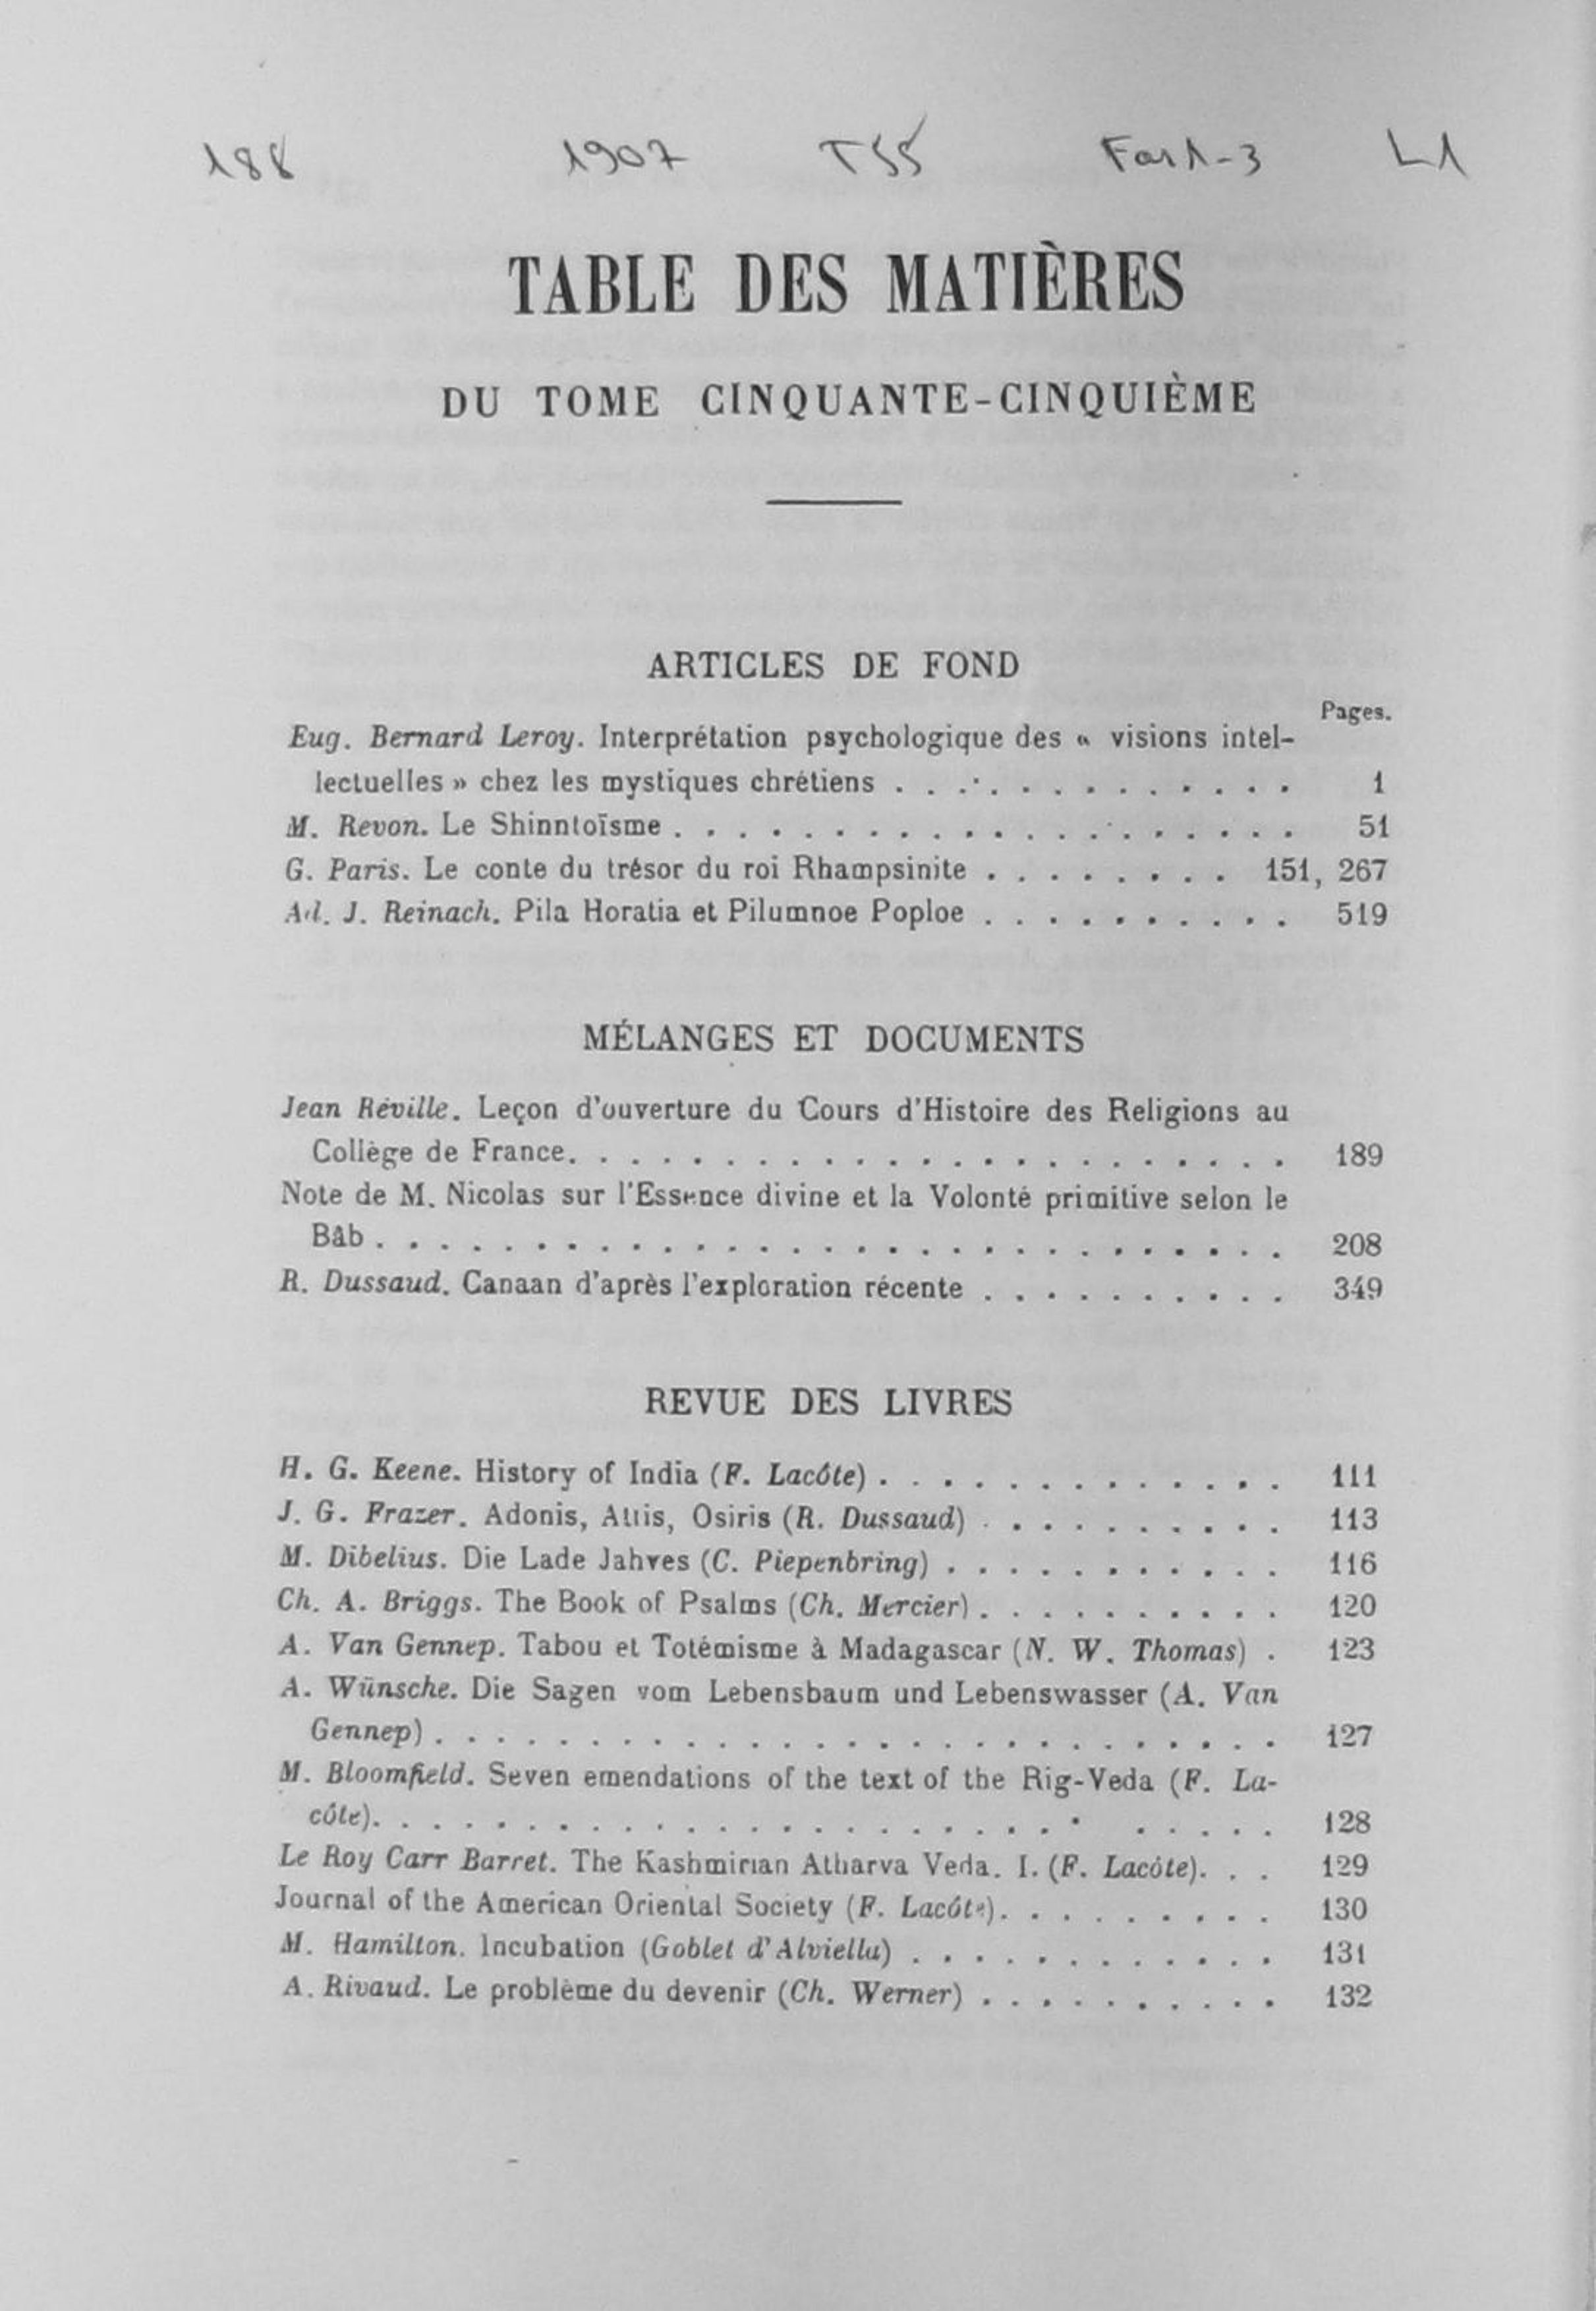 188 1907 T55 Fas 1-3 L1
TABLE DES MATIÈRES
DU TOME CINQUANTE-CINQUIÈME
ARTICLES DE FOND
Pages.
Eug. Bernard Leroy. Interprétation psychologique des « visions intel-
lectuelles » chez les mystiques chrétiens . . . . . . . . . . . . . 1
M. Revon. Le Shinntoïsme . . . . . . . . . . . . . . . . . . . . 51
G. Paris. Le conte du trésor du roi Rhampsinite . . . . . . . . 151, 267
Ad. J. Reinach. Pila Horatia et Pilumnoe Poploe . . . . . . . . . . 519
MÉLANGES ET DOCUMENTS
Jean Réville. Leçon d'ouverture du Cours d'Histoire des Religions au
Collège de France. . . . . . . . . . . . . . . . . . . . . . . 189
Note de M. Nicolas sur l'Essence divine et la Volonté primitive selon le
Bâb . . . . . . . . . . . . . . . . . . . . . . . . . . . . . 208
R. Dussaud. Canaan d'après l'exploration récente . . . . . . . . . . 349
REVUE DES LIVRES
H. G. Keene. History of India (F. Lacôte) . . . . . . . . . . . . . 111
J. G. Frazer. Adonis, Attis, Osiris (R. Dussaud) . . . . . . . . . . 113
M. Dibelius. Die Lade Jahves (C. Piepenbring) . . . . . . . . . . . 116
Ch. A. Briggs. The Book of Psalms (Ch. Mercier) . . . . . . . . . . 120
A. Van Gennep. Tabou et Totémisme à Madagascar (N. W. Thomas) . 123
A. Wünsche. Die Sagen vom Lebensbaum und Lebenswasser (A. Van
Gennep) . . . . . . . . . . . . . . . . . . . . . . . . . . . 127
M. Bloomfield. Seven emendations of the text of the Rig-Veda (F. La-
côte). . . . . . . . . . . . . . . . . . . . . . . . . . . . 128
Le Roy Carr Barret. The Kashmirian Atharva Veda. I. (F. Lacôte). . . 129
Journal of the American Oriental Society (F. Lacôte). . . . . . . . . 130
M. Hamilton. Incubation (Goblet d'Alviella) . . . . . . . . . . . . 131
A. Rivaud. Le problème du devenir (Ch. Werner) . . . . . . . . . . 132